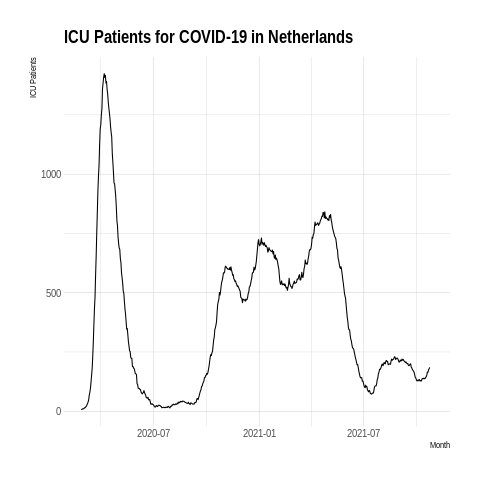 ICU Patients for COVID-19 in Netherlands
ICU Patients
1000
500
0
2020-07
2021-01
2021-07
Month